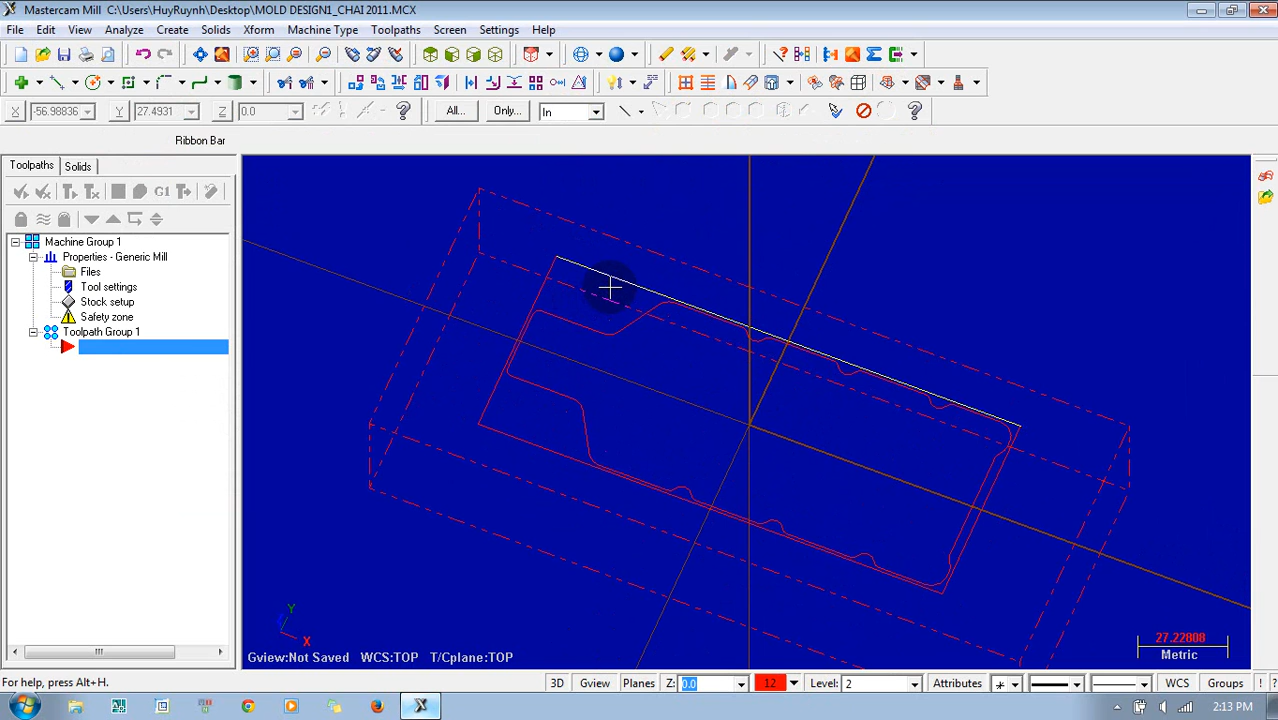 Mastercam Mill C:\Users\HuyRuynh\Desktop\MOLD DESIGN1_CHAI 2011.MCX
File Edit View Analyze Create Solids Xform Machine Type Toolpaths Screen Settings Help
X -56.98836 Y 27.4931 Z 0.0 All... Only... In
Ribbon Bar
Toolpaths Solids
G1
Machine Group 1
Properties - Generic Mill
Files
Tool settings
Stock setup
Safety zone
Toolpath Group 1
Y
X
27.22808
Metric
Gview:Not Saved WCS:TOP T/Cplane:TOP
For help, press Alt+H.
3D Gview Planes Z: 0.0 12 Level: 2 Attributes WCS Groups ! ?
2:13 PM